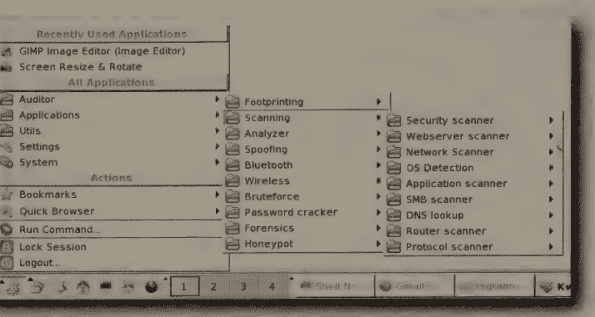 Recently Used Applications
GIMP Image Editor (Image Editor)
Screen Resize & Rotate
All Applications
Auditor
Applications
Utils
Settings
System
Actions
Bookmarks
Quick Browser
Run Command...
Lock Session
Logout...
Footprinting
Scanning
Analyzer
Spoofing
Bluetooth
Wireless
Bruteforce
Password cracker
Forensics
Honeypot
Security scanner
Webserver scanner
Network Scanner
OS Detection
Application scanner
SMB scanner
DNS lookup
Router scanner
Protocol scanner
1 2 3 4 Shell Gmail